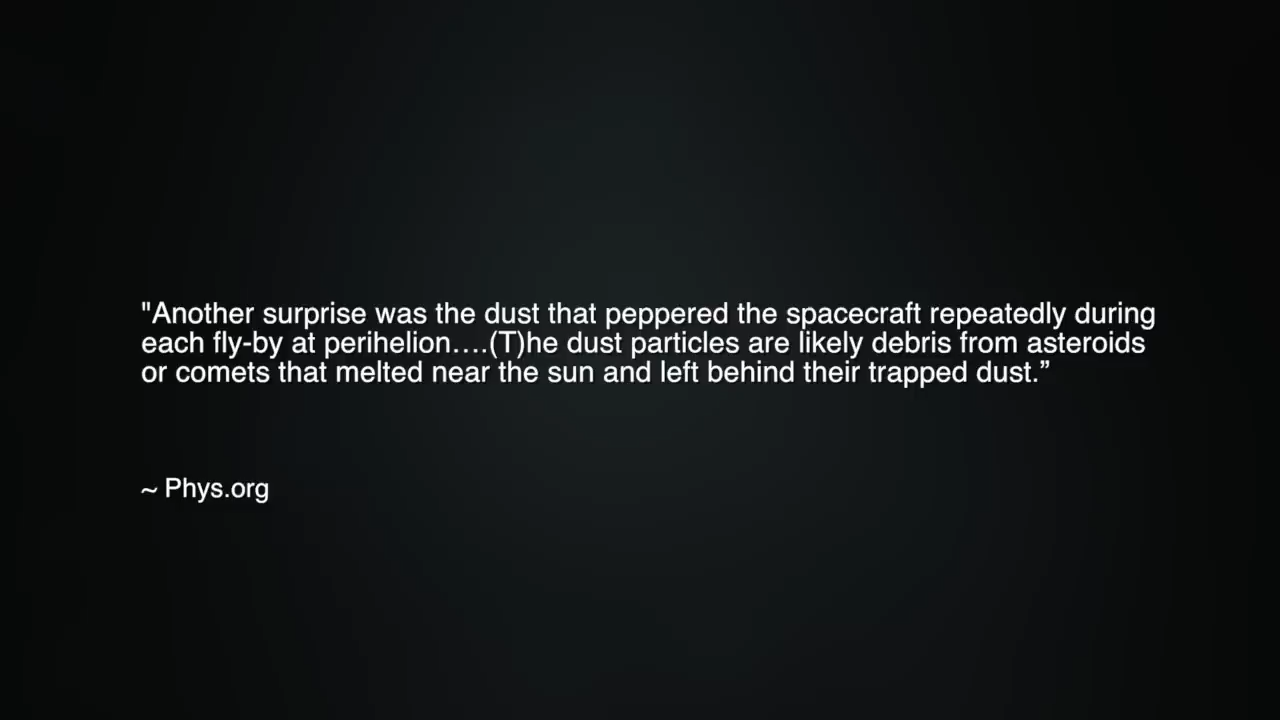 "Another surprise was the dust that peppered the spacecraft repeatedly during
each fly-by at perihelion….(T)he dust particles are likely debris from asteroids
or comets that melted near the sun and left behind their trapped dust.”
~ Phys.org